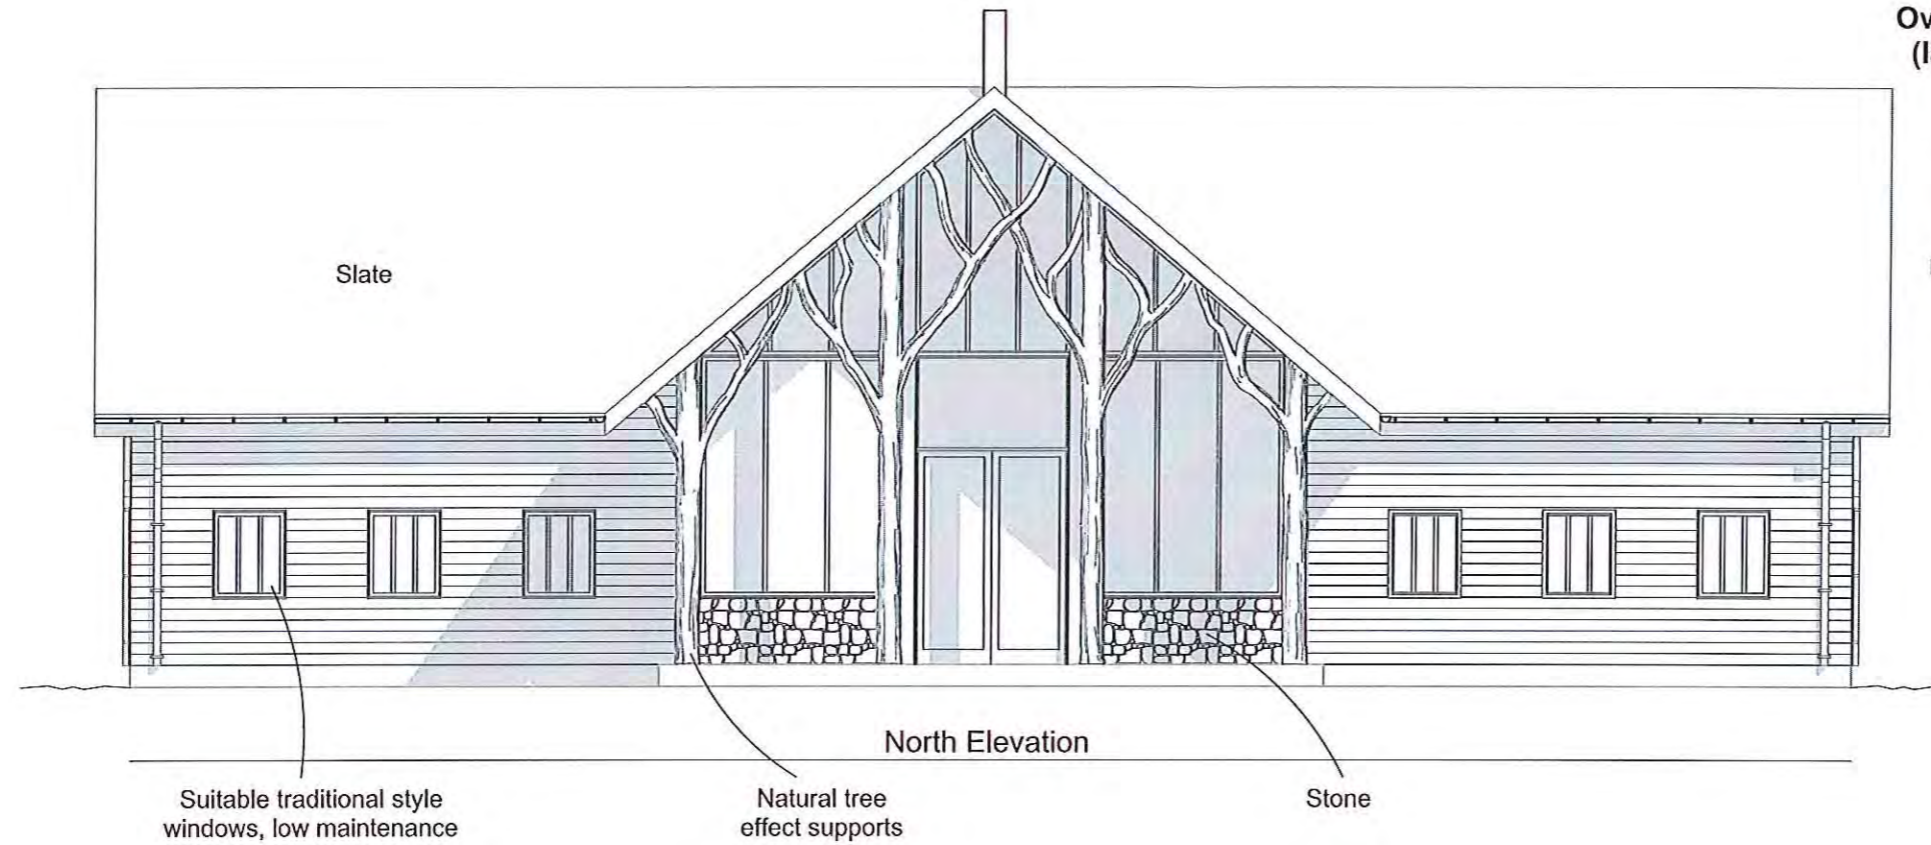 Slate
North Elevation
Suitable traditional style
windows, low maintenance
Natural tree
effect supports
Stone